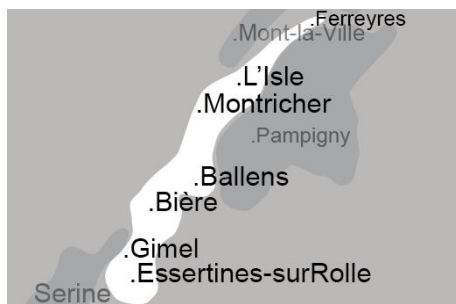 .Ferreyres
.Mont-la-Ville
.L'Isle
.Montricher
.Pampigny
.Ballens
.Bière
.Gimel
.Essertines-surRolle
Serine